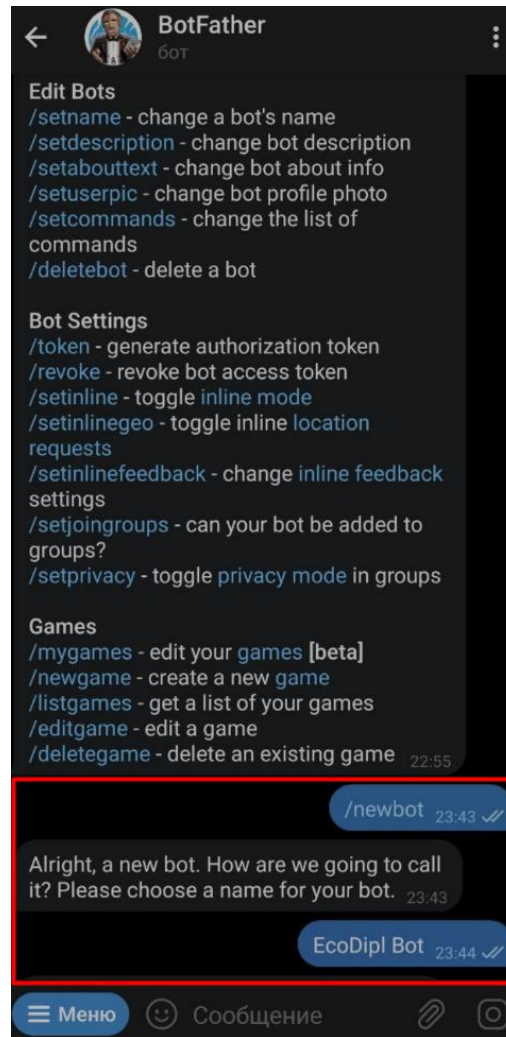 BotFather
бот
Edit Bots
/setname - change a bot's name
/setdescription - change bot description
/setabouttext - change bot about info
/setuserpic - change bot profile photo
/setcommands - change the list of
commands
/deletebot - delete a bot
Bot Settings
/token - generate authorization token
/revoke - revoke bot access token
/setinline - toggle inline mode
/setinlinegeo - toggle inline location
requests
/setinlinefeedback - change inline feedback
settings
/setjoingroups - can your bot be added to
groups?
/setprivacy - toggle privacy mode in groups
Games
/mygames - edit your games [beta]
/newgame - create a new game
/listgames - get a list of your games
/editgame - edit a game
/deletegame - delete an existing game 22:55
/newbot 23:43
Alright, a new bot. How are we going to call
it? Please choose a name for your bot. 23:43
EcoDipl Bot 23:44
Меню Сообщение